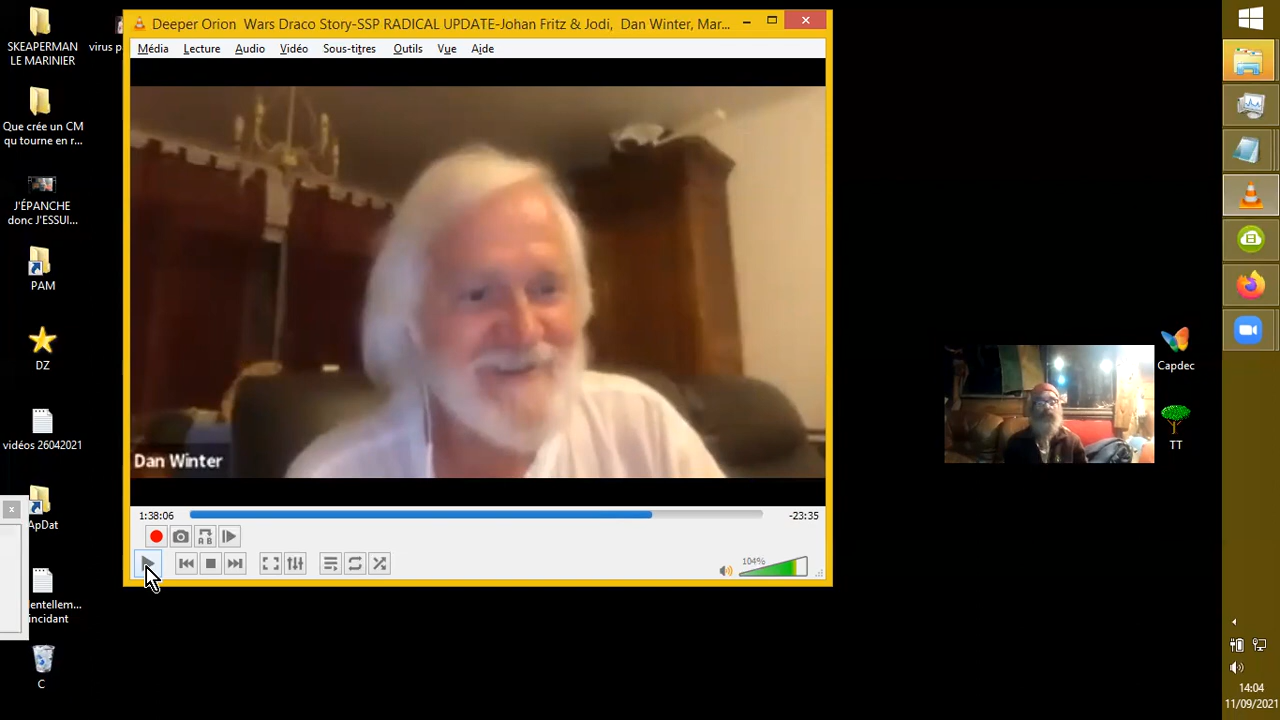 SKEAPERMAN
LE MARINIER
virus p
Que crée un CM
qu tourne en r...
J'ÉPANCHE
donc J'ESSUI...
PAM
DZ
vidéos 26042021
x
ApDat
entellem...
incidant
C
Deeper Orion Wars Draco Story-SSP RADICAL UPDATE-Johan Fritz & Jodi, Dan Winter, Mar...
Média Lecture Audio Vidéo Sous-titres Outils Vue Aide
Dan Winter
1:38:06 -23:35
A B
104%
Capdec
TT
14:04
11/09/2021